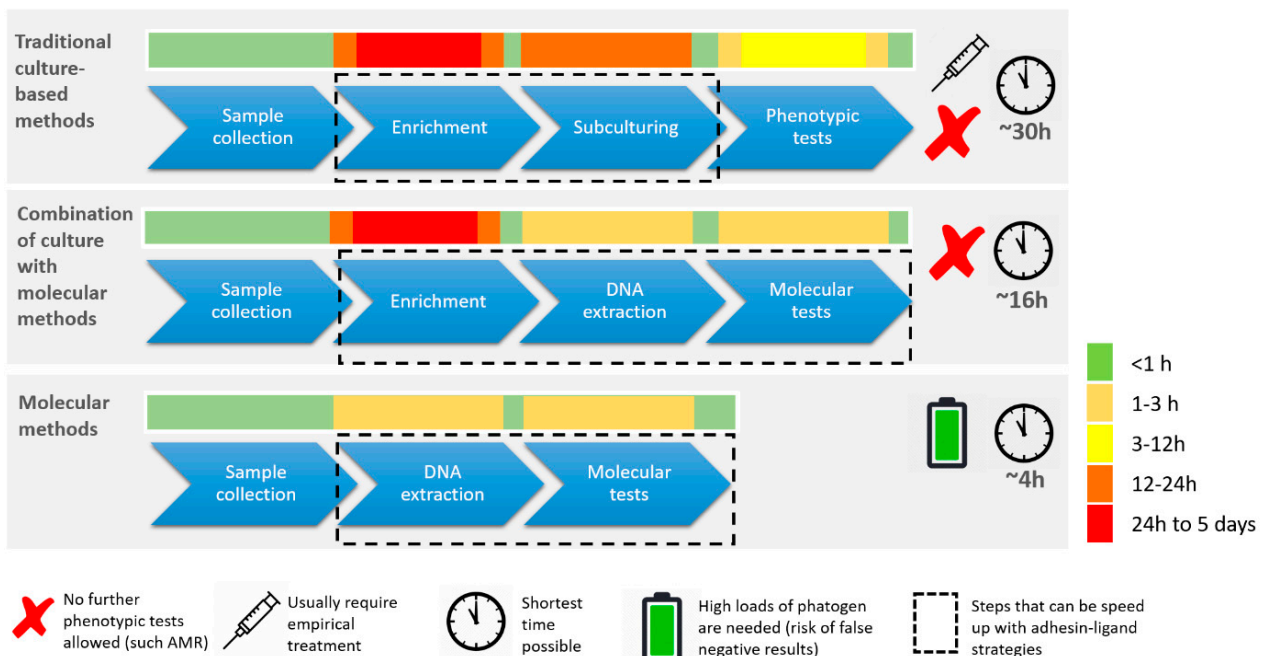 Traditional
culture-
based
methods
Sample
collection
Enrichment
Subculturing
Phenotypic
tests
~30h
Combination
of culture
with
molecular
methods
Sample
collection
Enrichment
DNA
extraction
Molecular
tests
~16h
Molecular
methods
Sample
collection
DNA
extraction
Molecular
tests
~4h
<1 h
1-3 h
3-12h
12-24h
24h to 5 days
No further
phenotypic tests
allowed (such AMR)
Usually require
empirical
treatment
Shortest
time
possible
High loads of phatogen
are needed (risk of false
negative results)
Steps that can be speed
up with adhesin-ligand
strategies